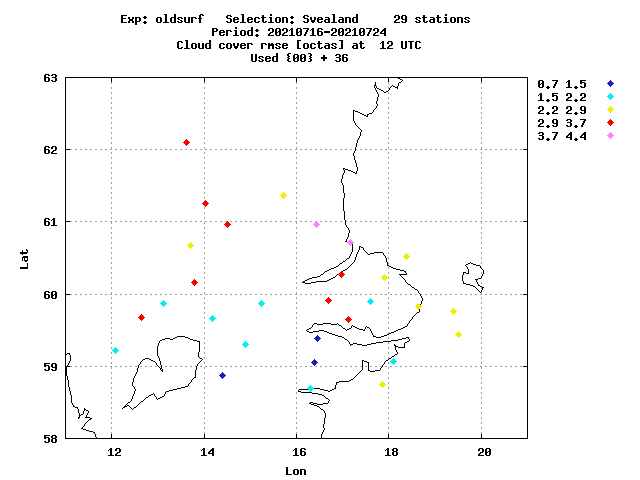 Exp: oldsurf Selection: Svealand 29 stations
Period: 20210716-20210724
Cloud cover rmse [octas] at 12 UTC
Used {00} + 36
0.7 1.5
1.5 2.2
2.2 2.9
2.9 3.7
3.7 4.4
63
62
61
60
59
58
Lat
12 14 16 18 20
Lon